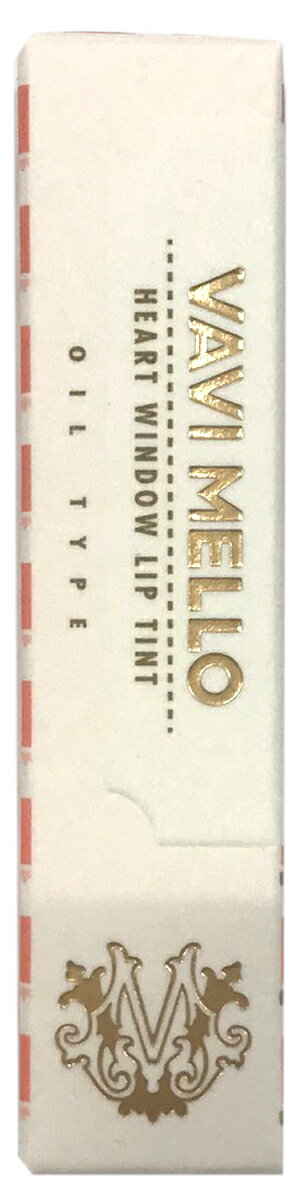 VAVI MELLO
HEART WINDOW LIP TINT
OIL TYPE
M